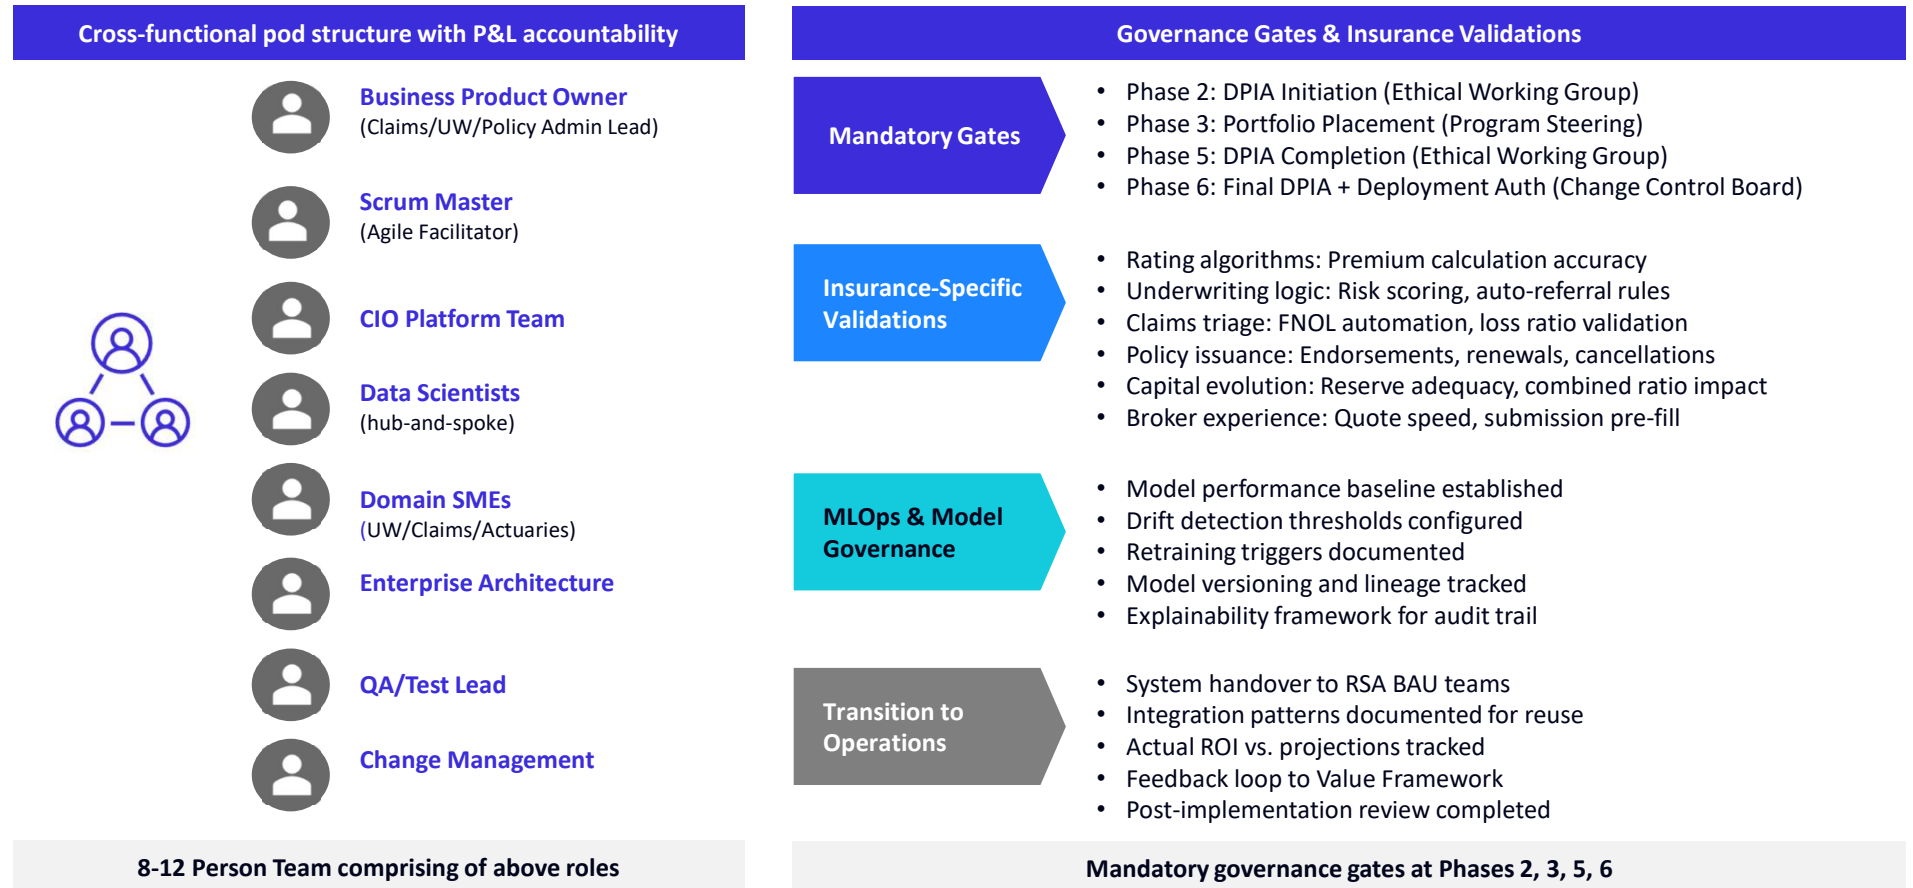 Cross-functional pod structure with P&L accountability
Business Product Owner
(Claims/UW/Policy Admin Lead)
Scrum Master
(Agile Facilitator)
CIO Platform Team
Data Scientists
(hub-and-spoke)
Domain SMEs
(UW/Claims/Actuaries)
Enterprise Architecture
QA/Test Lead
Change Management
8-12 Person Team comprising of above roles
Governance Gates & Insurance Validations
Mandatory Gates
• Phase 2: DPIA Initiation (Ethical Working Group)
• Phase 3: Portfolio Placement (Program Steering)
• Phase 5: DPIA Completion (Ethical Working Group)
• Phase 6: Final DPIA + Deployment Auth (Change Control Board)
Insurance-Specific
Validations
• Rating algorithms: Premium calculation accuracy
• Underwriting logic: Risk scoring, auto-referral rules
• Claims triage: FNOL automation, loss ratio validation
• Policy issuance: Endorsements, renewals, cancellations
• Capital evolution: Reserve adequacy, combined ratio impact
• Broker experience: Quote speed, submission pre-fill
MLOps & Model
Governance
• Model performance baseline established
• Drift detection thresholds configured
• Retraining triggers documented
• Model versioning and lineage tracked
• Explainability framework for audit trail
Transition to
Operations
• System handover to RSA BAU teams
• Integration patterns documented for reuse
• Actual ROI vs. projections tracked
• Feedback loop to Value Framework
• Post-implementation review completed
Mandatory governance gates at Phases 2, 3, 5, 6